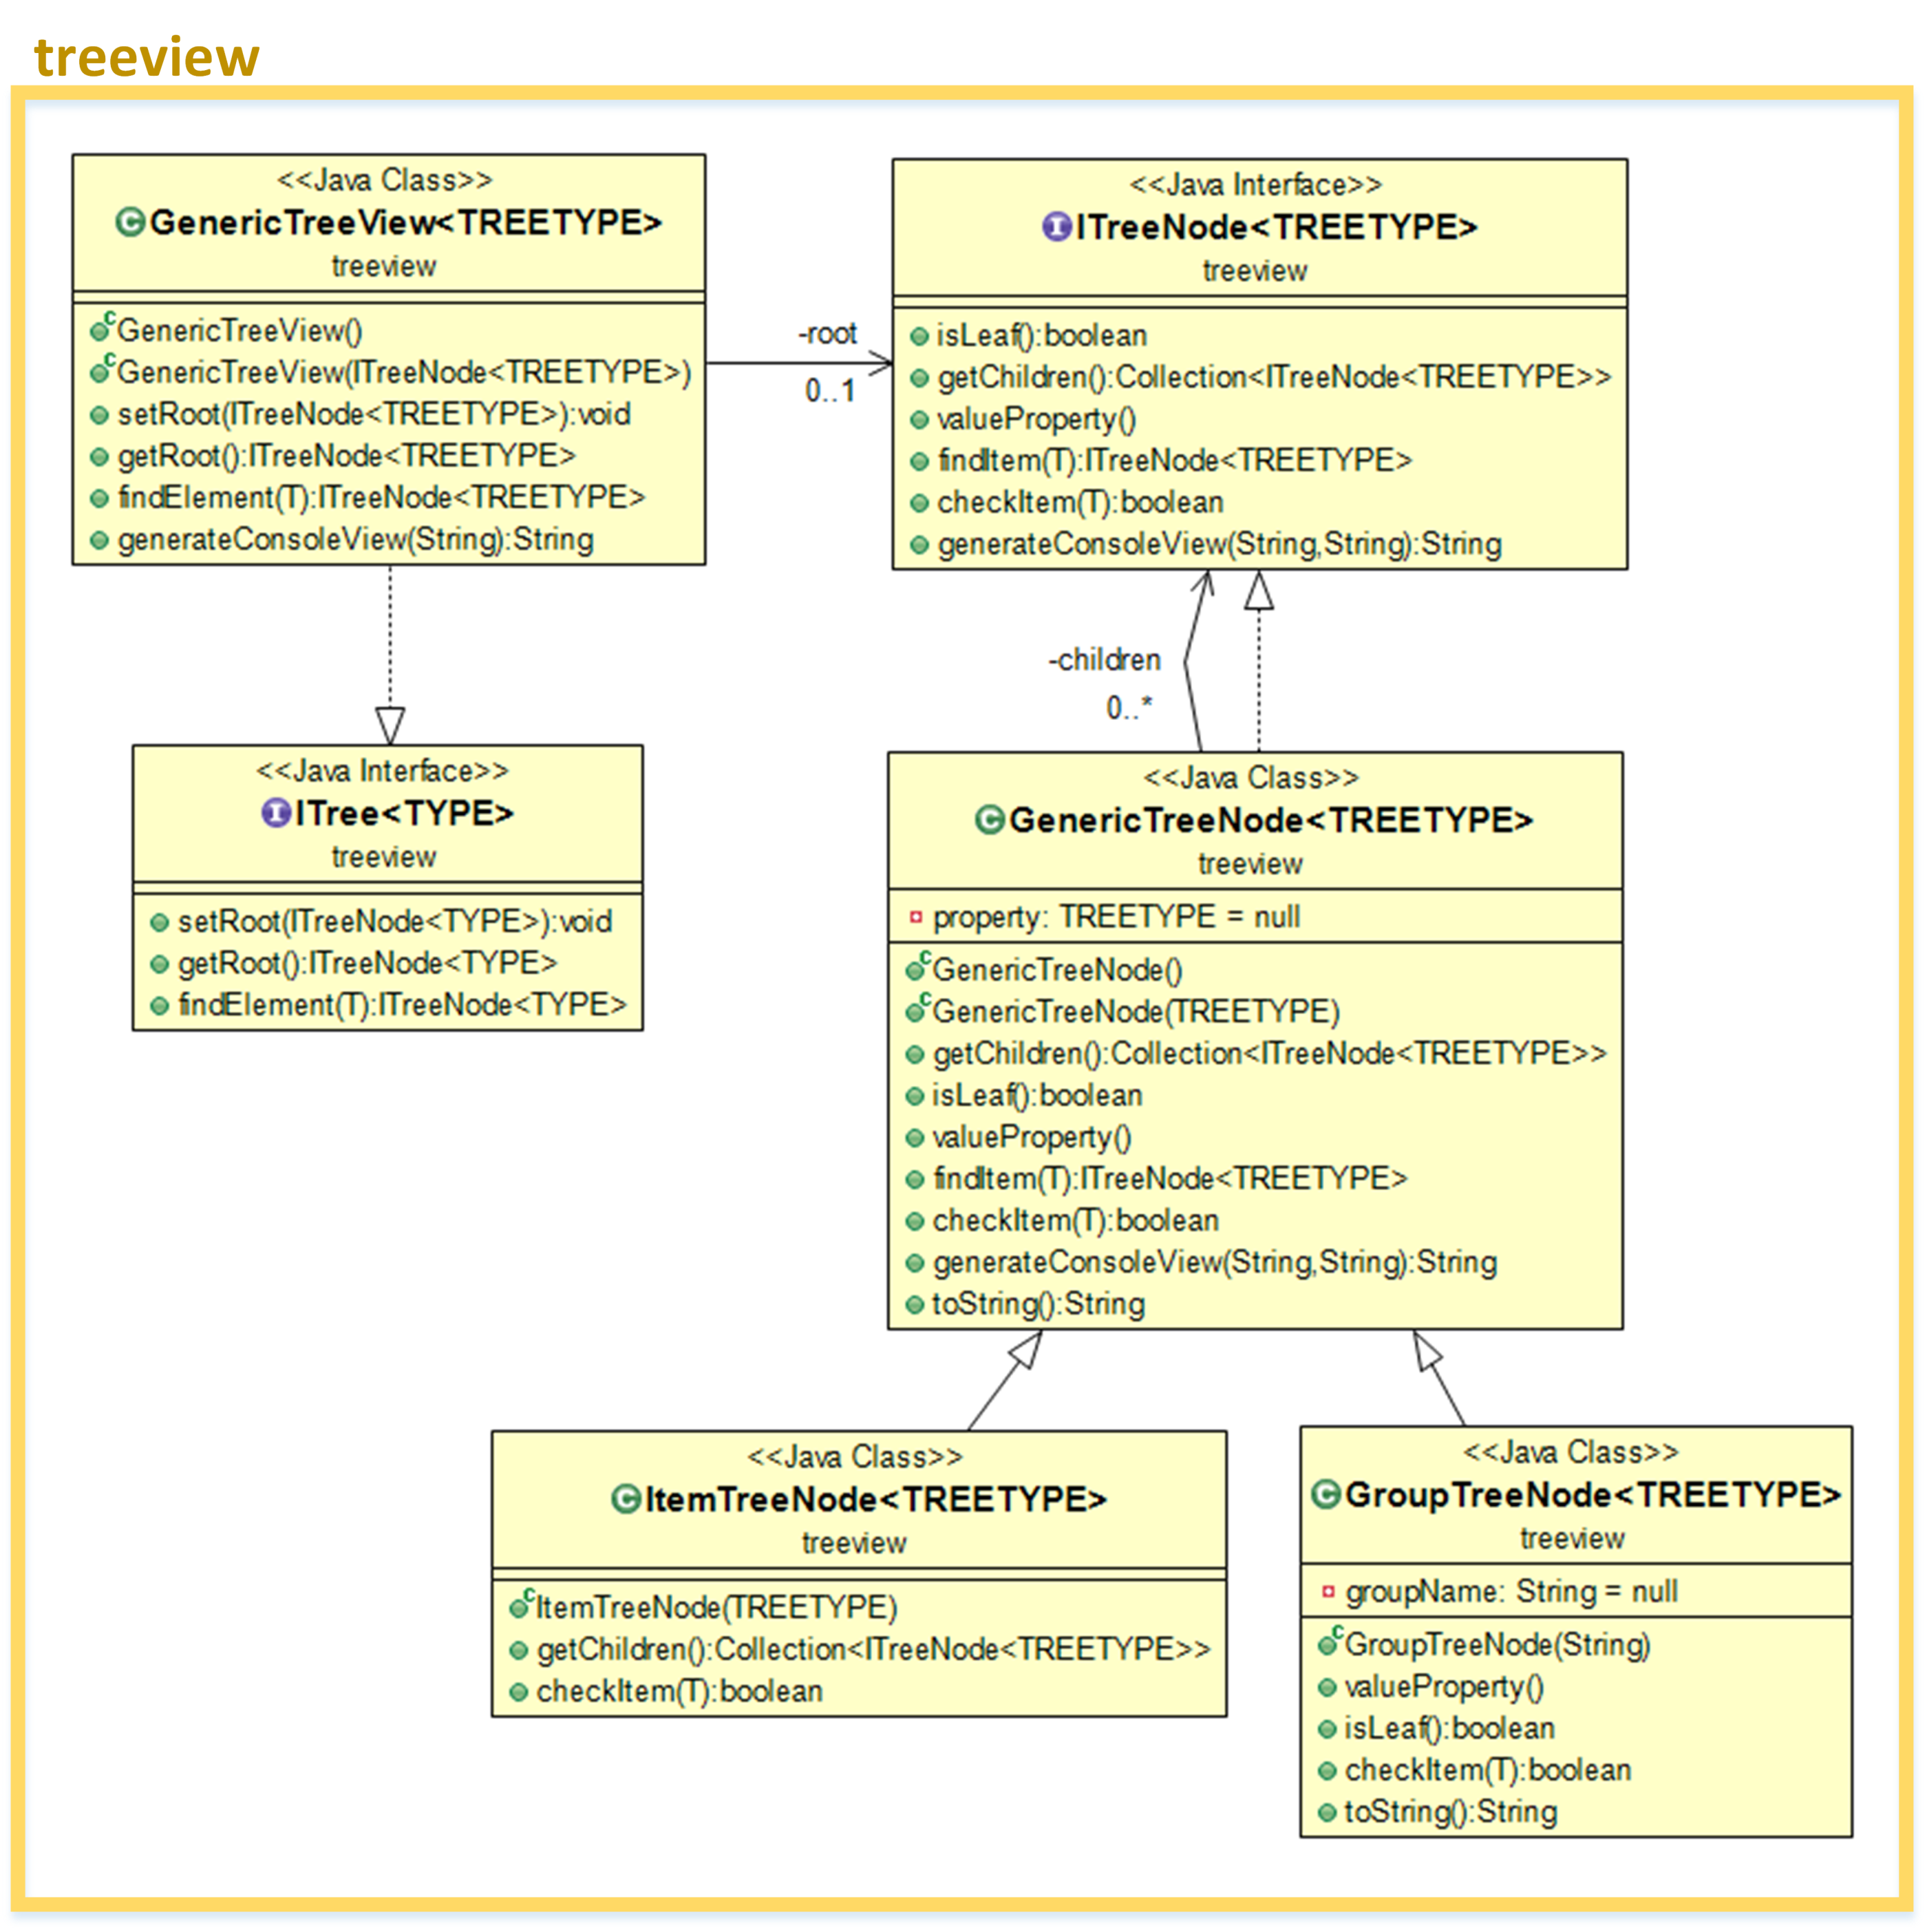 treeview
<<Java Class>>
GenericTreeView<TREETYPE>
treeview
GenericTreeView()
GenericTreeView(ITreeNode<TREETYPE>)
setRoot(ITreeNode<TREETYPE>):void
getRoot():ITreeNode<TREETYPE>
findElement(T):ITreeNode<TREETYPE>
generateConsoleView(String):String
-root
0..1
<<Java Interface>>
ITreeNode<TREETYPE>
treeview
isLeaf():boolean
getChildren():Collection<ITreeNode<TREETYPE>>
valueProperty()
findItem(T):ITreeNode<TREETYPE>
checkItem(T):boolean
generateConsoleView(String,String):String
-children
0..*
<<Java Interface>>
ITree<TYPE>
treeview
setRoot(ITreeNode<TYPE>):void
getRoot():ITreeNode<TYPE>
findElement(T):ITreeNode<TYPE>
<<Java Class>>
GenericTreeNode<TREETYPE>
treeview
property: TREETYPE = null
GenericTreeNode()
GenericTreeNode(TREETYPE)
getChildren():Collection<ITreeNode<TREETYPE>>
isLeaf():boolean
valueProperty()
findItem(T):ITreeNode<TREETYPE>
checkItem(T):boolean
generateConsoleView(String,String):String
toString():String
<<Java Class>>
ItemTreeNode<TREETYPE>
treeview
ItemTreeNode(TREETYPE)
getChildren():Collection<ITreeNode<TREETYPE>>
checkItem(T):boolean
<<Java Class>>
GroupTreeNode<TREETYPE>
treeview
groupName: String = null
GroupTreeNode(String)
valueProperty()
isLeaf():boolean
checkItem(T):boolean
toString():String